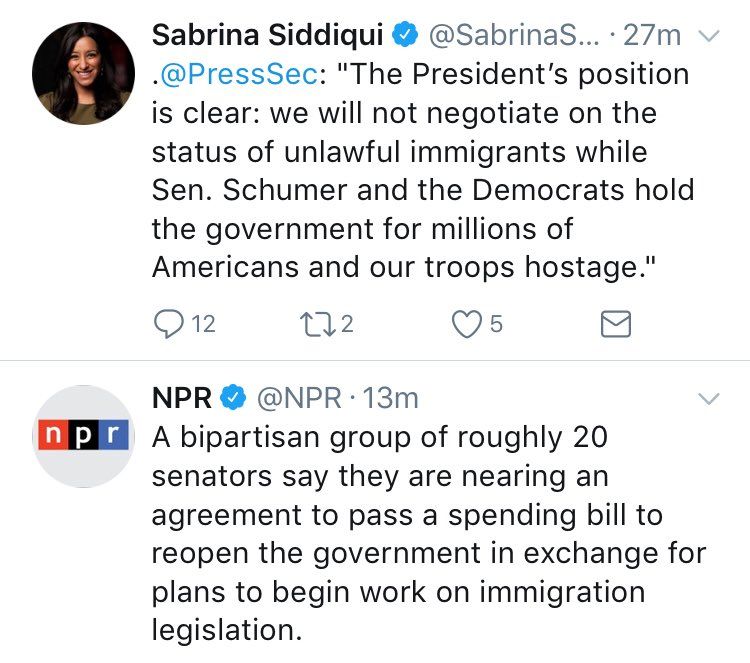 Sabrina Siddiqui @SabrinaS... · 27m
.@PressSec: "The President’s position
is clear: we will not negotiate on the
status of unlawful immigrants while
Sen. Schumer and the Democrats hold
the government for millions of
Americans and our troops hostage."
12 2 5
NPR @NPR · 13m
npr
A bipartisan group of roughly 20
senators say they are nearing an
agreement to pass a spending bill to
reopen the government in exchange for
plans to begin work on immigration
legislation.